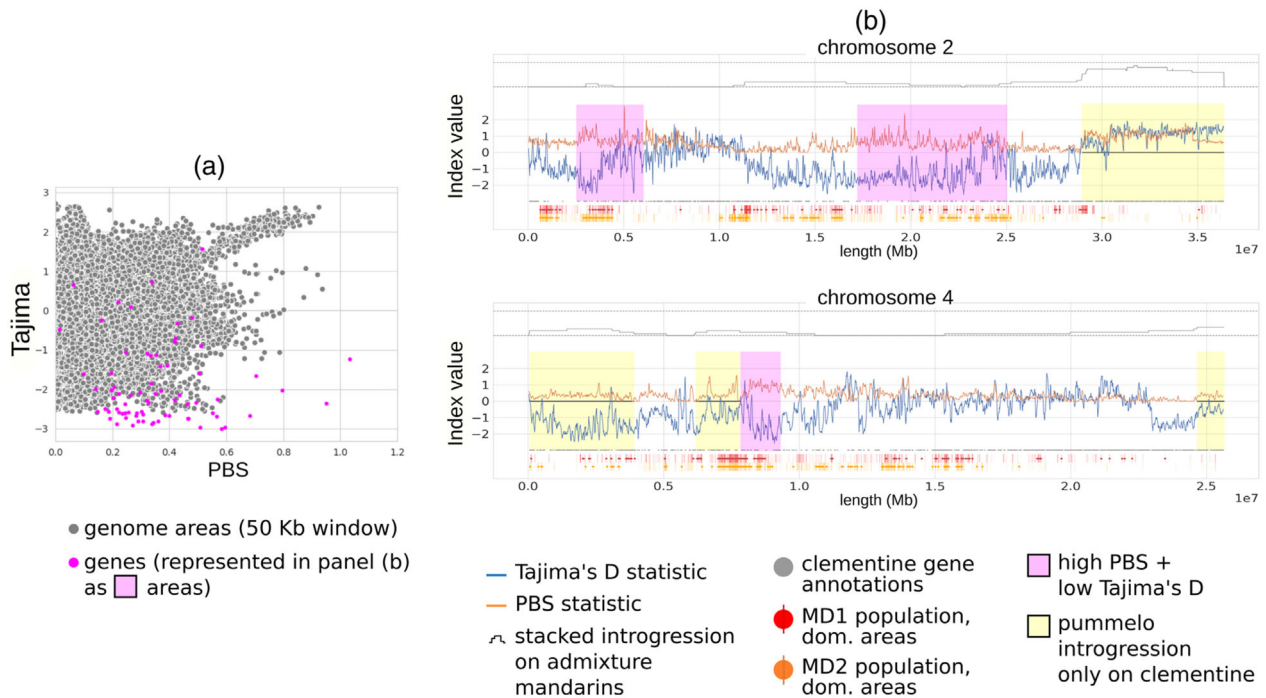 (a)
Tajima
3
2
1
0
−1
−2
−3
0.0 0.2 0.4 0.6 0.8 1.0 1.2
PBS
genome areas (50 Kb window)
genes (represented in panel (b)
as areas)
(b)
chromosome 2
Index value
2
1
0
−1
−2
0.0 0.5 1.0 1.5 2.0 2.5 3.0 3.5
length (Mb)
1e7
chromosome 4
Index value
2
1
0
−1
−2
0.0 0.5 1.0 1.5 2.0 2.5
length (Mb)
1e7
Tajima's D statistic
PBS statistic
stacked introgression
on admixture
mandarins
clementine gene
annotations
MD1 population,
dom. areas
MD2 population,
dom. areas
high PBS +
low Tajima's D
pummelo
introgression
only on clementine